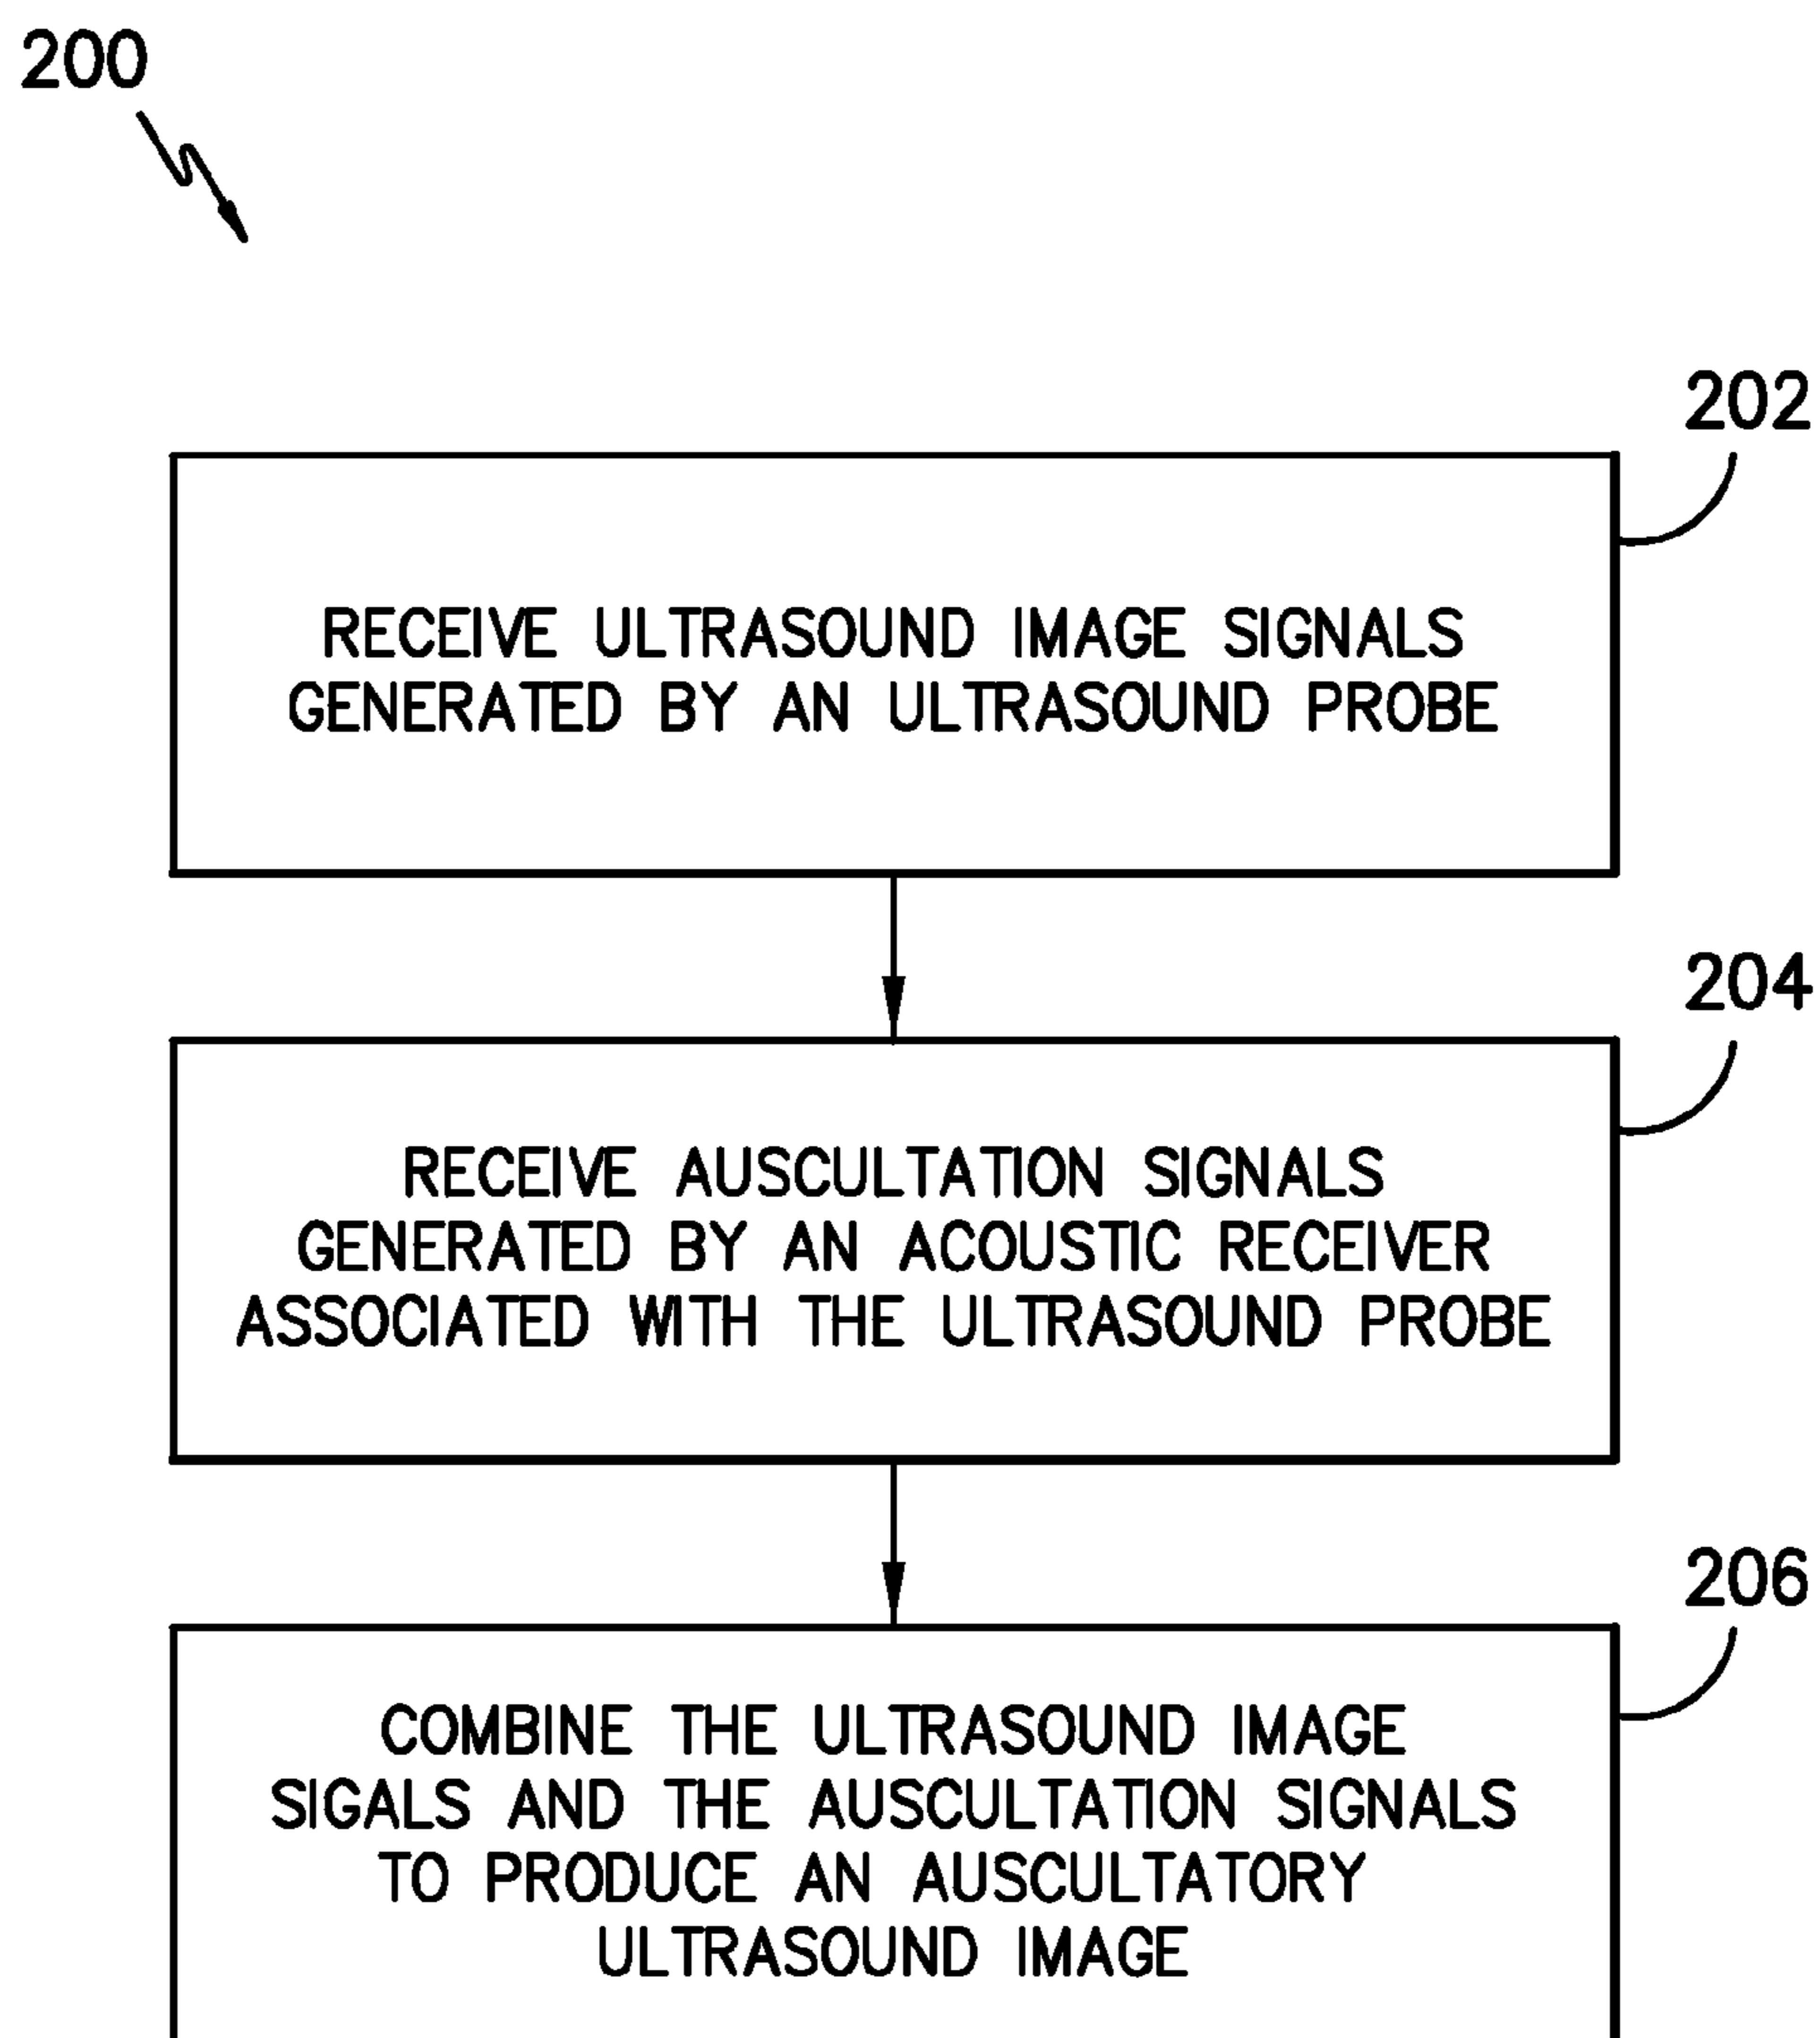 200
202
RECEIVE ULTRASOUND IMAGE SIGNALS
GENERATED BY AN ULTRASOUND PROBE
204
RECEIVE AUSCULTATION SIGNALS
GENERATED BY AN ACOUSTIC RECEIVER
ASSOCIATED WITH THE ULTRASOUND PROBE
206
COMBINE THE ULTRASOUND IMAGE
SIGALS AND THE AUSCULTATION SIGNALS
TO PRODUCE AN AUSCULTATORY
ULTRASOUND IMAGE